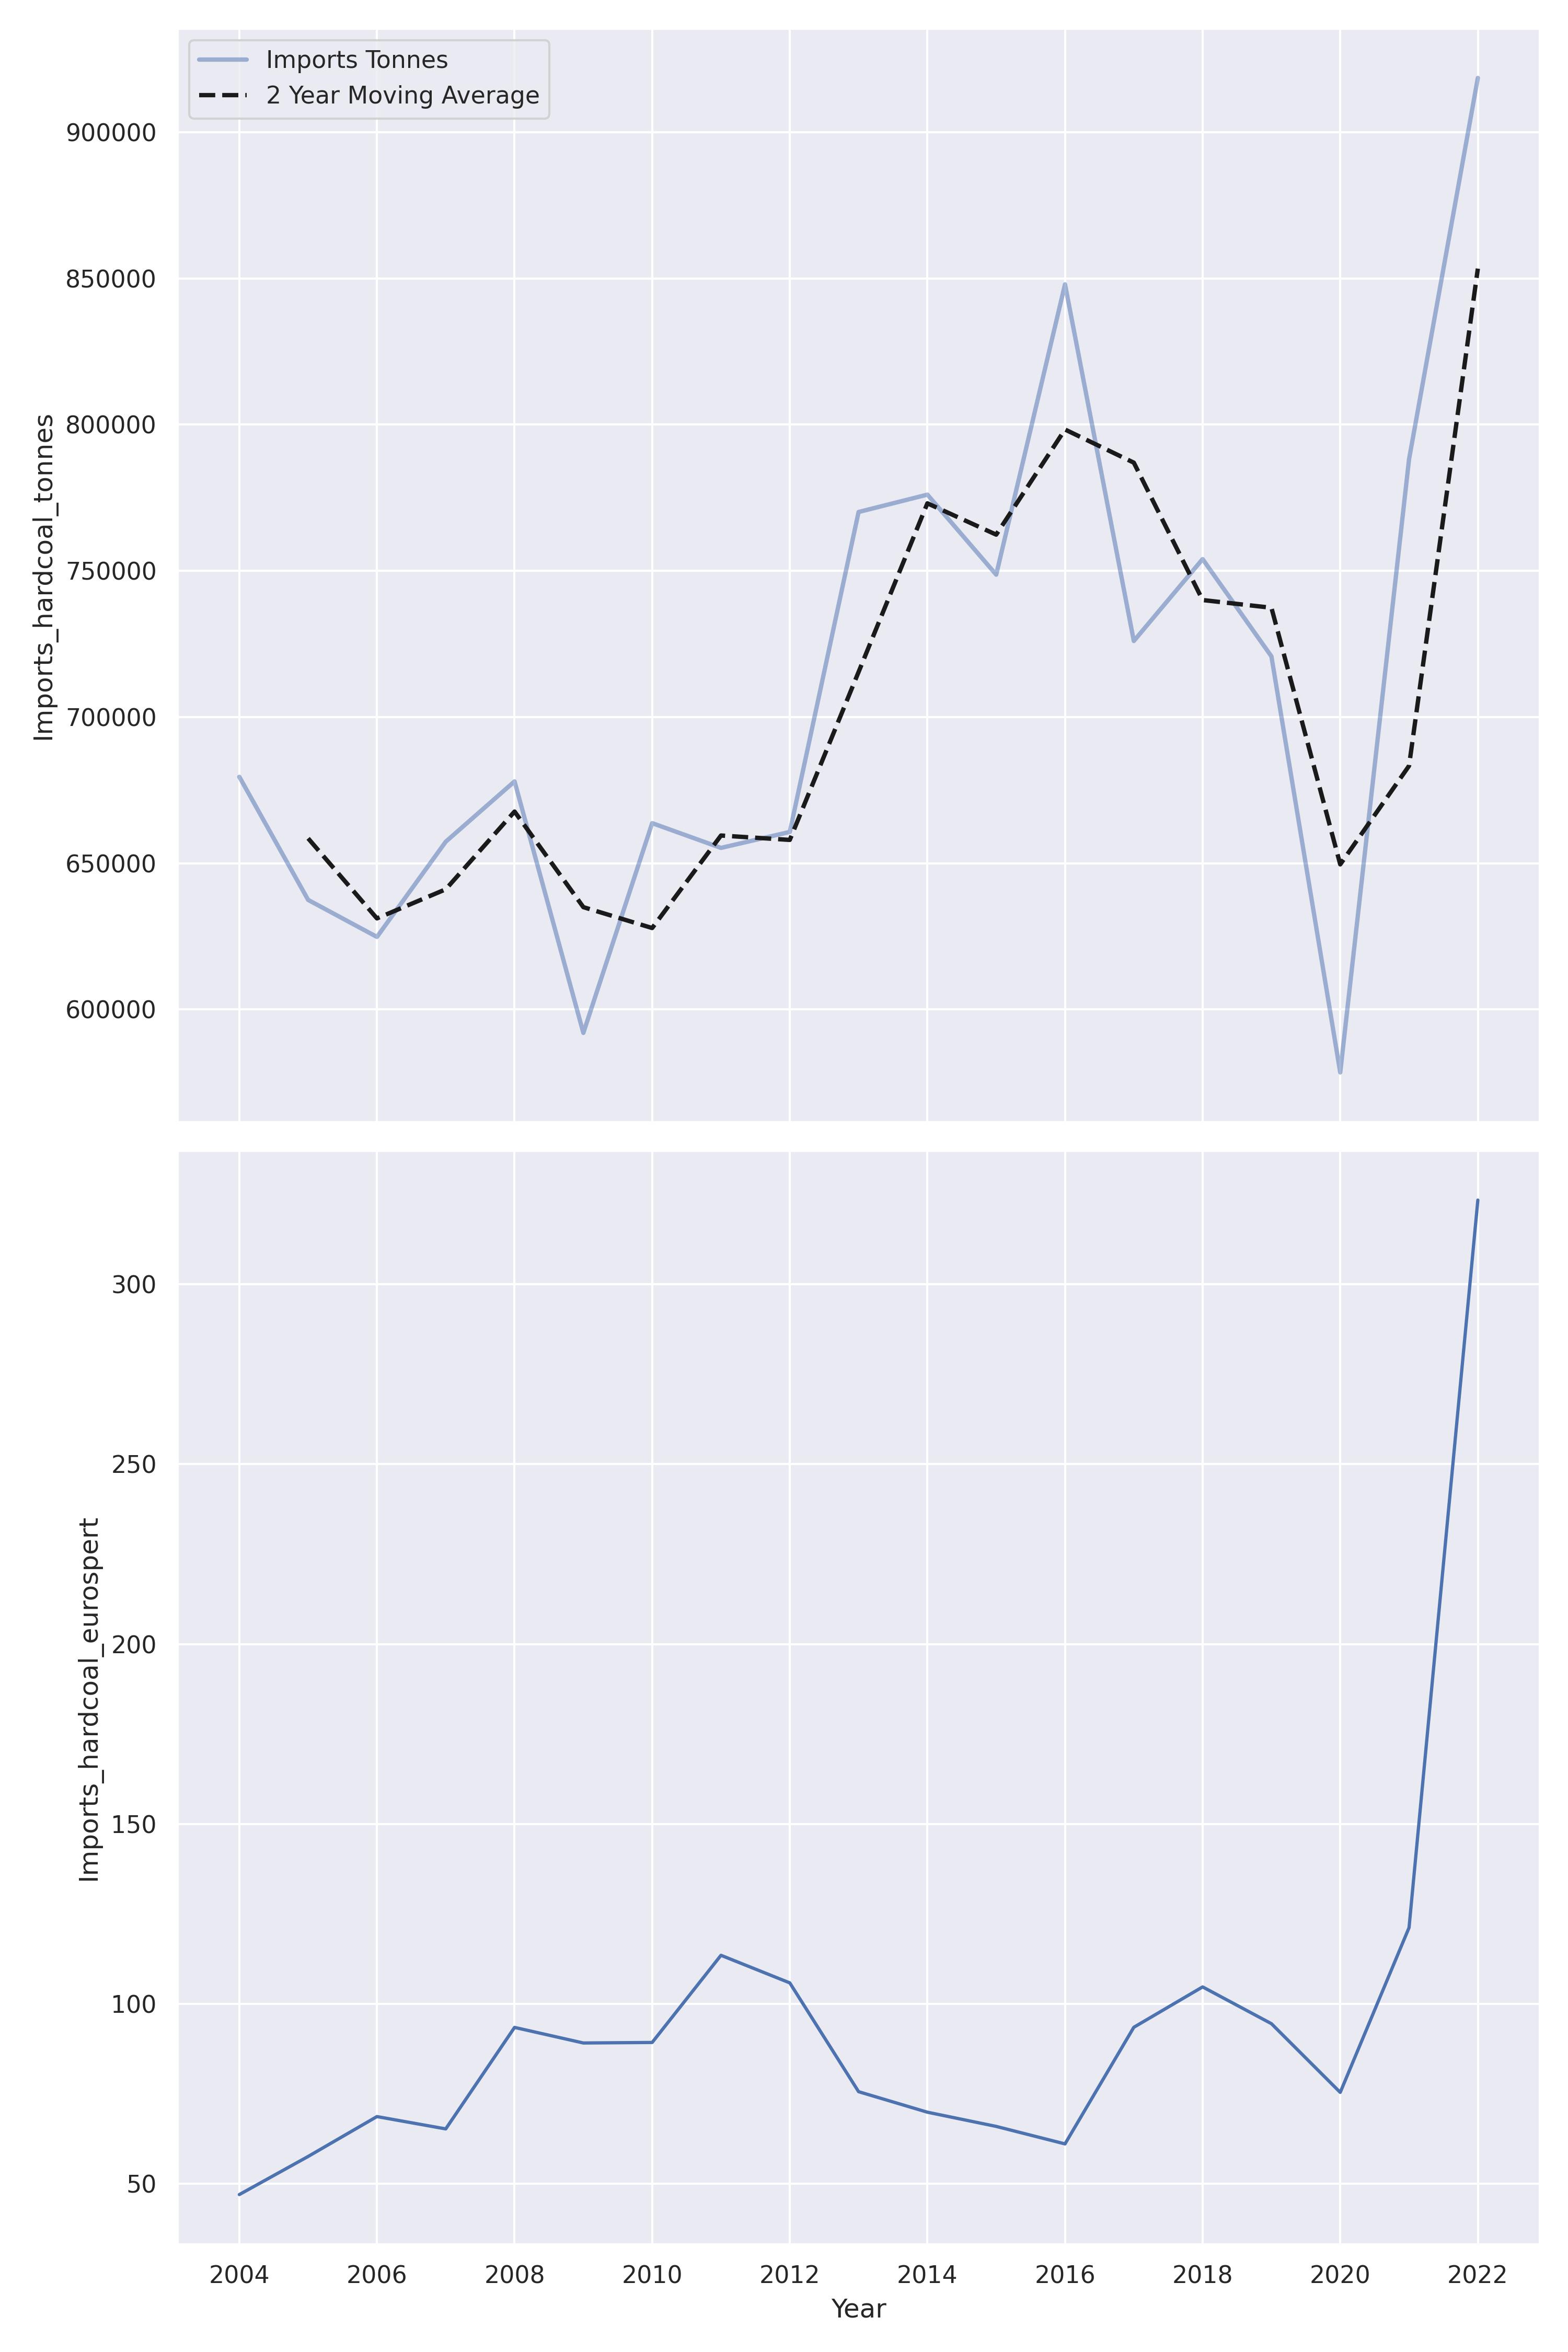 Imports Tonnes
2 Year Moving Average
900000
850000
800000
750000
700000
650000
600000
Imports_hardcoal_tonnes
300
250
200
150
100
50
Imports_hardcoal_eurospert
2004 2006 2008 2010 2012 2014 2016 2018 2020 2022
Year